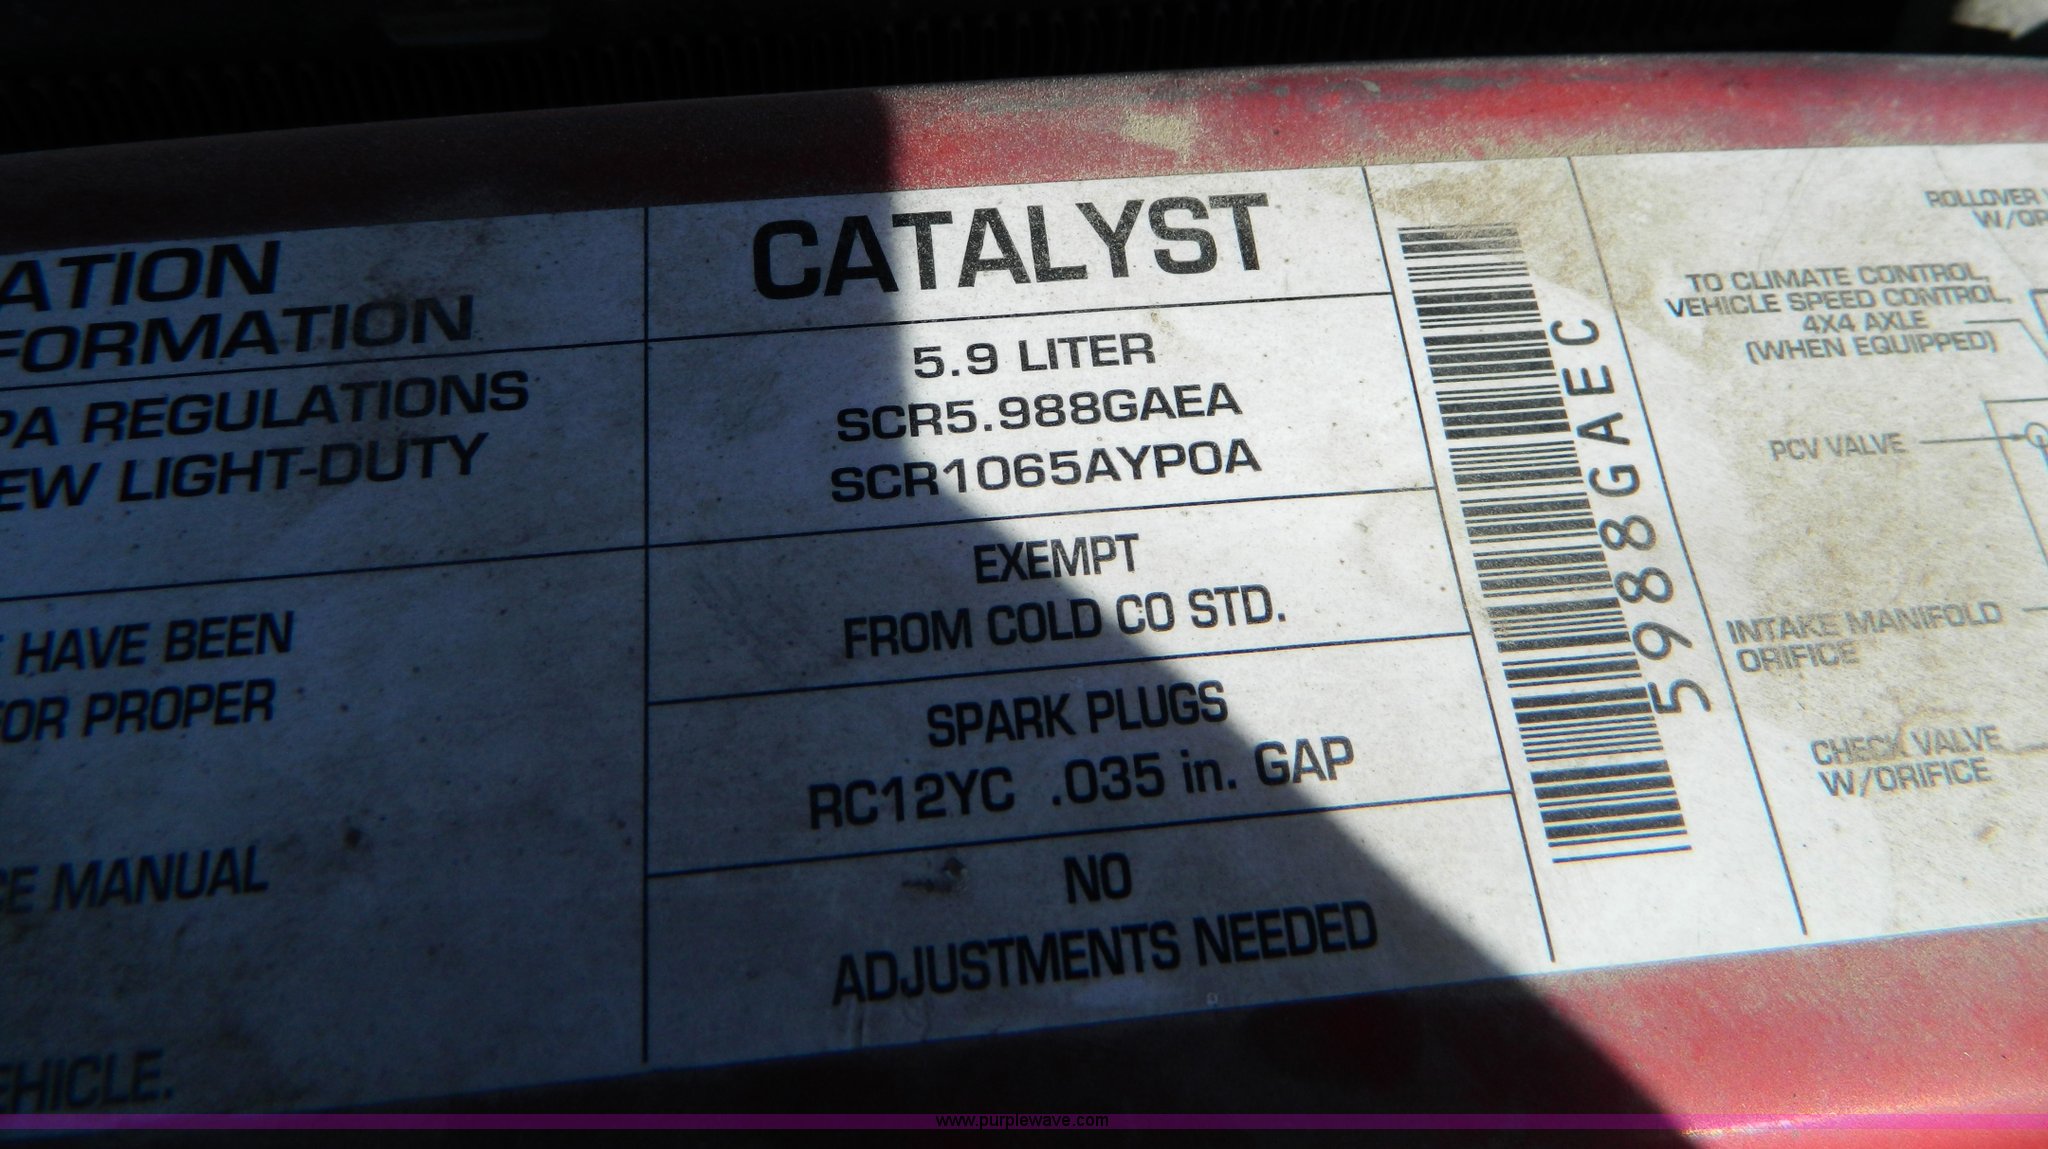 ATION
FORMATION
PA REGULATIONS
EW LIGHT-DUTY
HAVE BEEN
FOR PROPER
CE MANUAL
EHICLE.
CATALYST
5.9 LITER
SCR5.988GAEA
SCR1065AYP0A
EXEMPT
FROM COLD CO STD.
SPARK PLUGS
RC12YC .035 in. GAP
NO
ADJUSTMENTS NEEDED
5988GAEC
ROLLOVER
W/OR
TO CLIMATE CONTROL,
VEHICLE SPEED CONTROL,
4X4 AXLE
(WHEN EQUIPPED)
PCV VALVE
INTAKE MANIFOLD
ORIFICE
CHECK VALVE
W/ORIFICE
www.purplewave.com